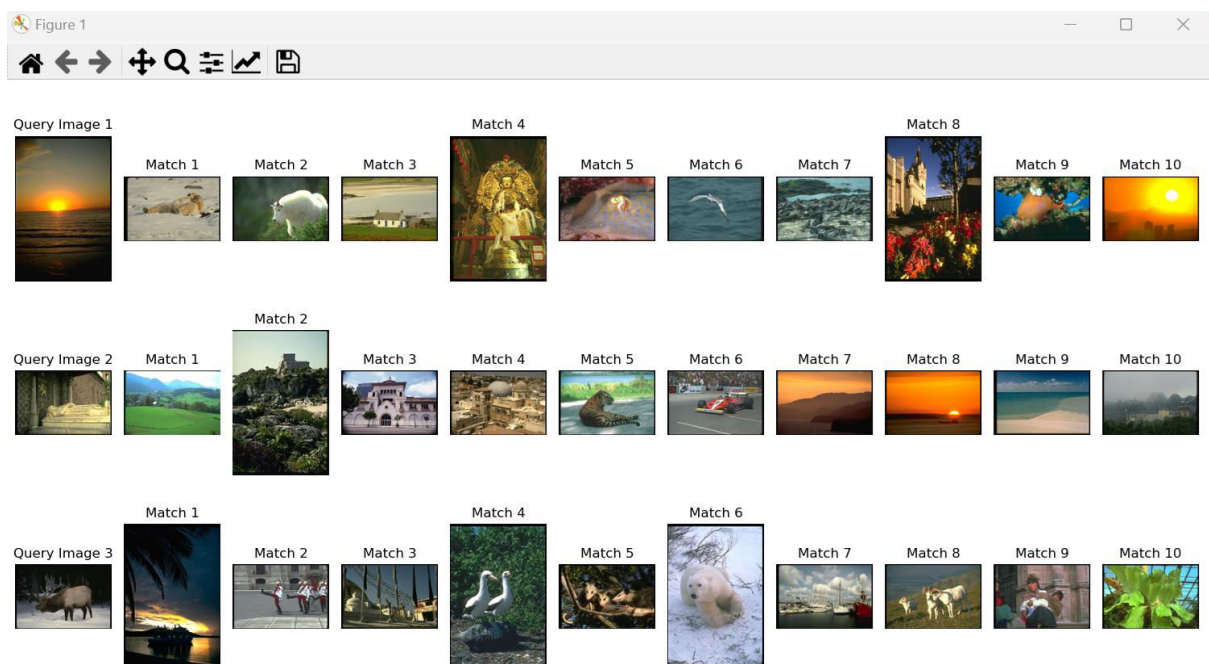 Figure 1
Query Image 1
Match 1
Match 2
Match 3
Match 4
Match 5
Match 6
Match 7
Match 8
Match 9
Match 10
Query Image 2
Match 1
Match 2
Match 3
Match 4
Match 5
Match 6
Match 7
Match 8
Match 9
Match 10
Query Image 3
Match 1
Match 2
Match 3
Match 4
Match 5
Match 6
Match 7
Match 8
Match 9
Match 10